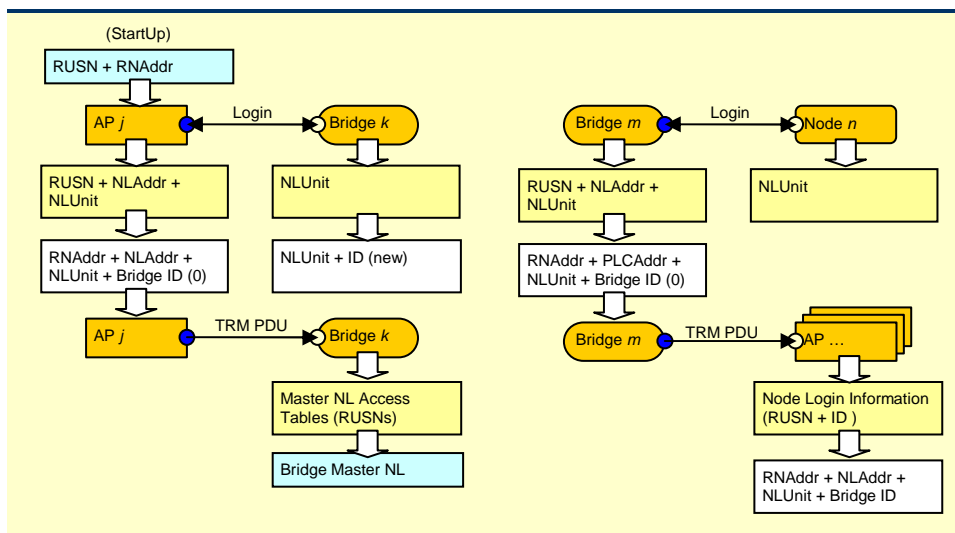 (StartUp)
RUSN + RNAddr
AP j
Login
Bridge k
RUSN + NLAddr +
NLUnit
NLUnit
RNAddr + NLAddr +
NLUnit + Bridge ID (0)
NLUnit + ID (new)
AP j
TRM PDU
Bridge k
Master NL Access
Tables (RUSNs)
Bridge Master NL
Bridge m
Login
Node n
RUSN + NLAddr +
NLUnit
NLUnit
RNAddr + PLCAddr +
NLUnit + Bridge ID (0)
Bridge m
TRM PDU
AP ...
Node Login Information
(RUSN + ID )
RNAddr + NLAddr +
NLUnit + Bridge ID